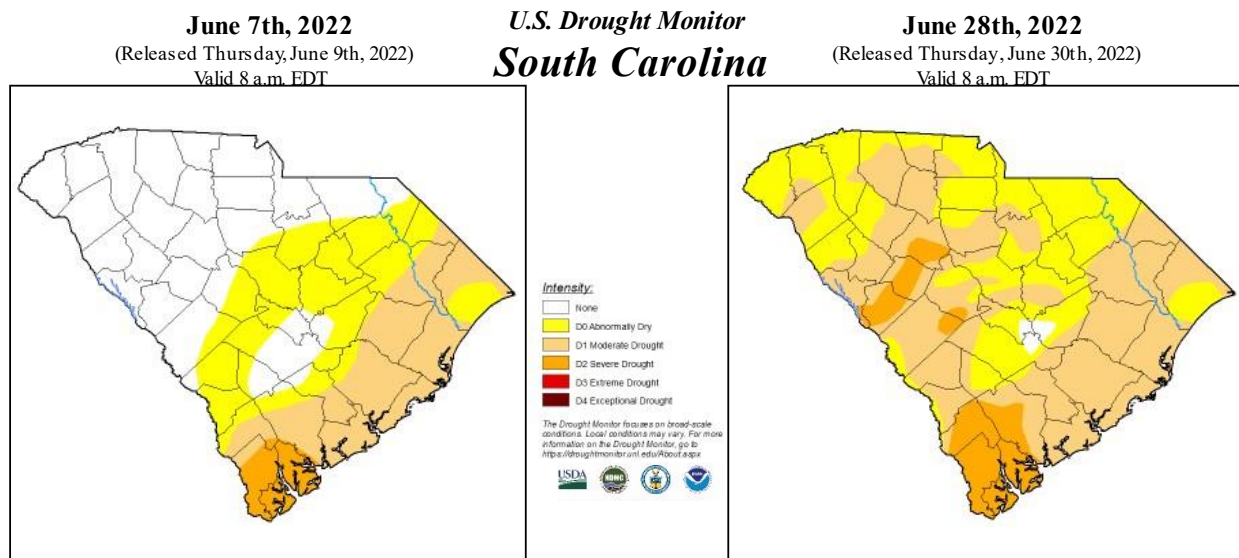 June 7th, 2022
(Released Thursday, June 9th, 2022)
Valid 8 a.m. EDT
U.S. Drought Monitor
South Carolina
June 28th, 2022
(Released Thursday, June 30th, 2022)
Valid 8 a.m. EDT
Intensity:
None
D0 Abnormally Dry
D1 Moderate Drought
D2 Severe Drought
D3 Extreme Drought
D4 Exceptional Drought
The Drought Monitor focuses on broad-scale
conditions. Local conditions may vary. For more
information on the Drought Monitor, go to
https://droughtmonitor.unl.edu/About.aspx
USDA
NDMC